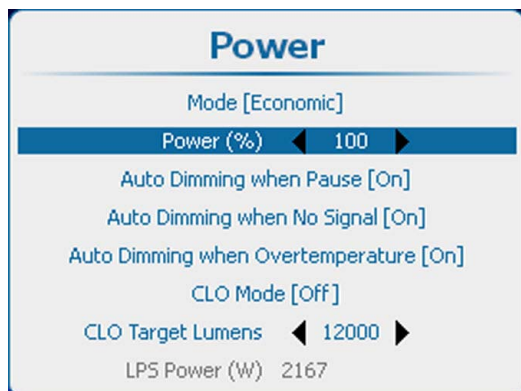 Power
Mode [Economic]
Power (%) 100
Auto Dimming when Pause [On]
Auto Dimming when No Signal [On]
Auto Dimming when Overtemperature [On]
CLO Mode [Off]
CLO Target Lumens 12000
LPS Power (W) 2167